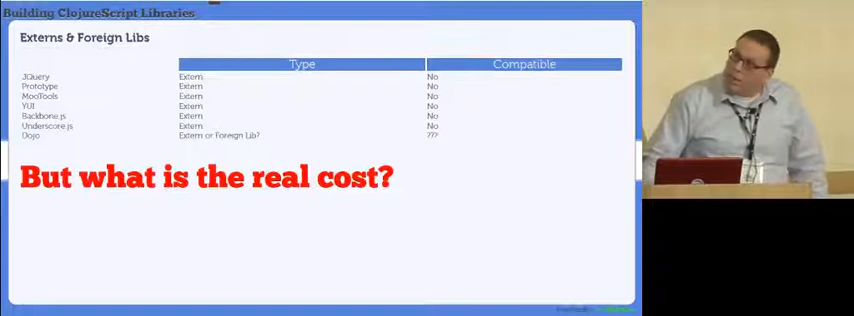 Building ClojureScript Libraries
Externs & Foreign Libs
Type Compatible
JQuery Extern No
Prototype Extern No
MooTools Extern No
YUI Extern No
Backbone.js Extern No
Underscore.js Extern No
Dojo Extern or Foreign Lib? ???
But what is the real cost?